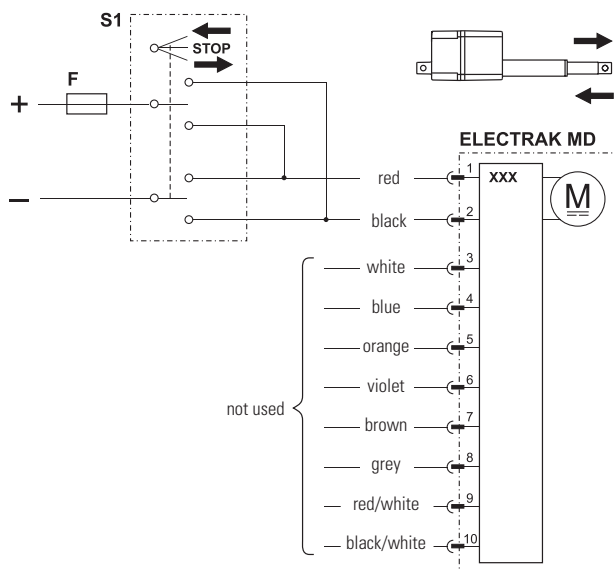 S1
STOP
F
+
−
ELECTRAK MD
red 1 XXX
M
black 2
white 3
blue 4
orange 5
violet 6
not used
brown 7
grey 8
red/white 9
black/white 10